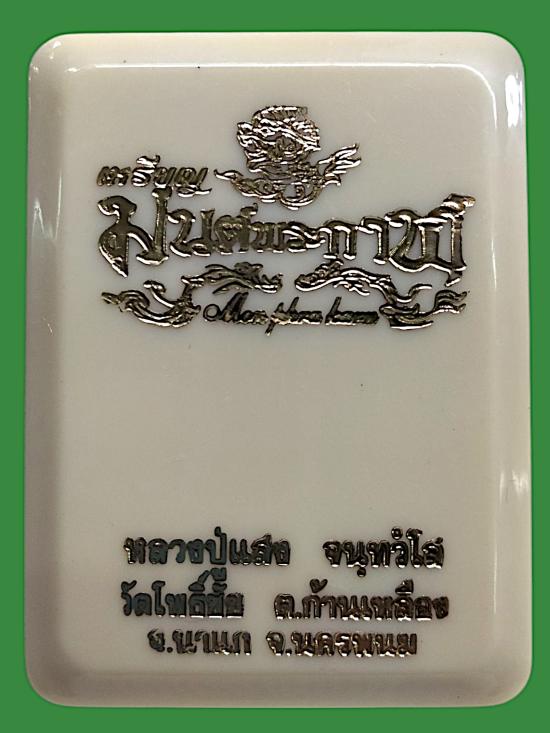 เหรียญ
มนต์พระกาฬ
Mon phra kan
หลวงปู่แสง จนฺทวํโส
วัดโพธิ์ชัย ต.ก้านเหลือง
อ.นาแก จ.นครพนม